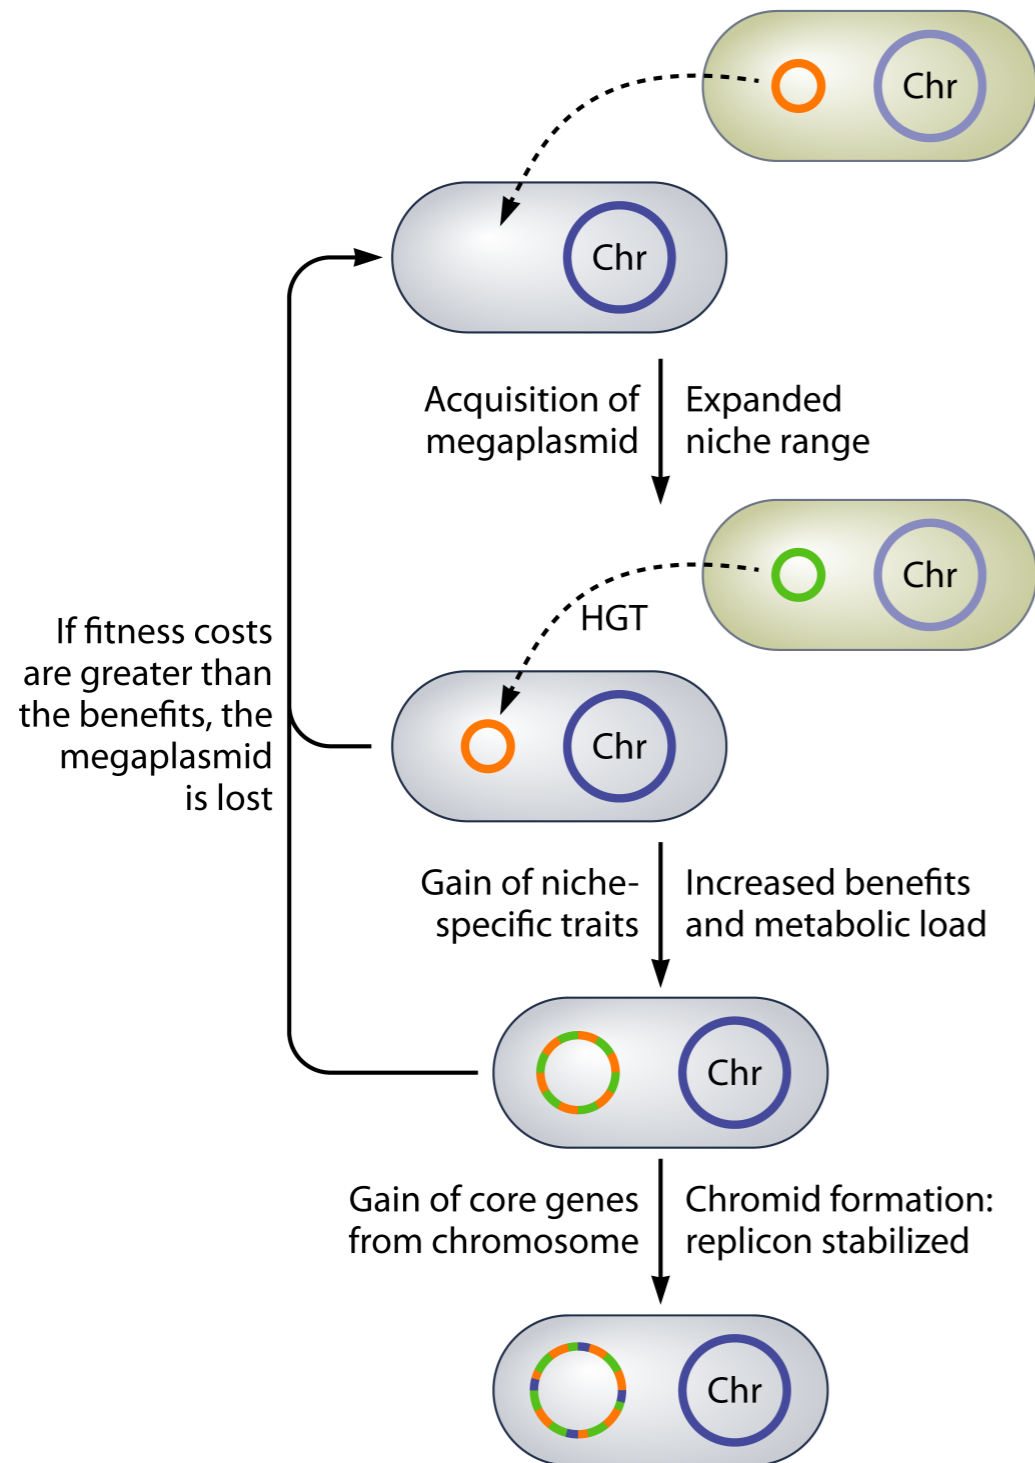 Chr
Chr
Acquisition of
megaplasmid
Expanded
niche range
Chr
HGT
If fitness costs
are greater than
the benefits, the
megaplasmid
is lost
Chr
Gain of niche-
specific traits
Increased benefits
and metabolic load
Chr
Gain of core genes
from chromosome
Chromid formation:
replicon stabilized
Chr